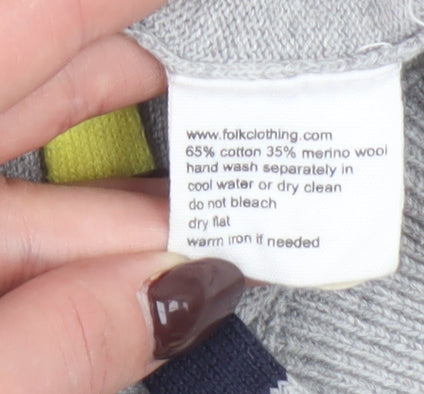 www.folkclothing.com
65% cotton 35% merino wool
hand wash separately in
cool water or dry clean
do not bleach
dry flat
warm iron if needed